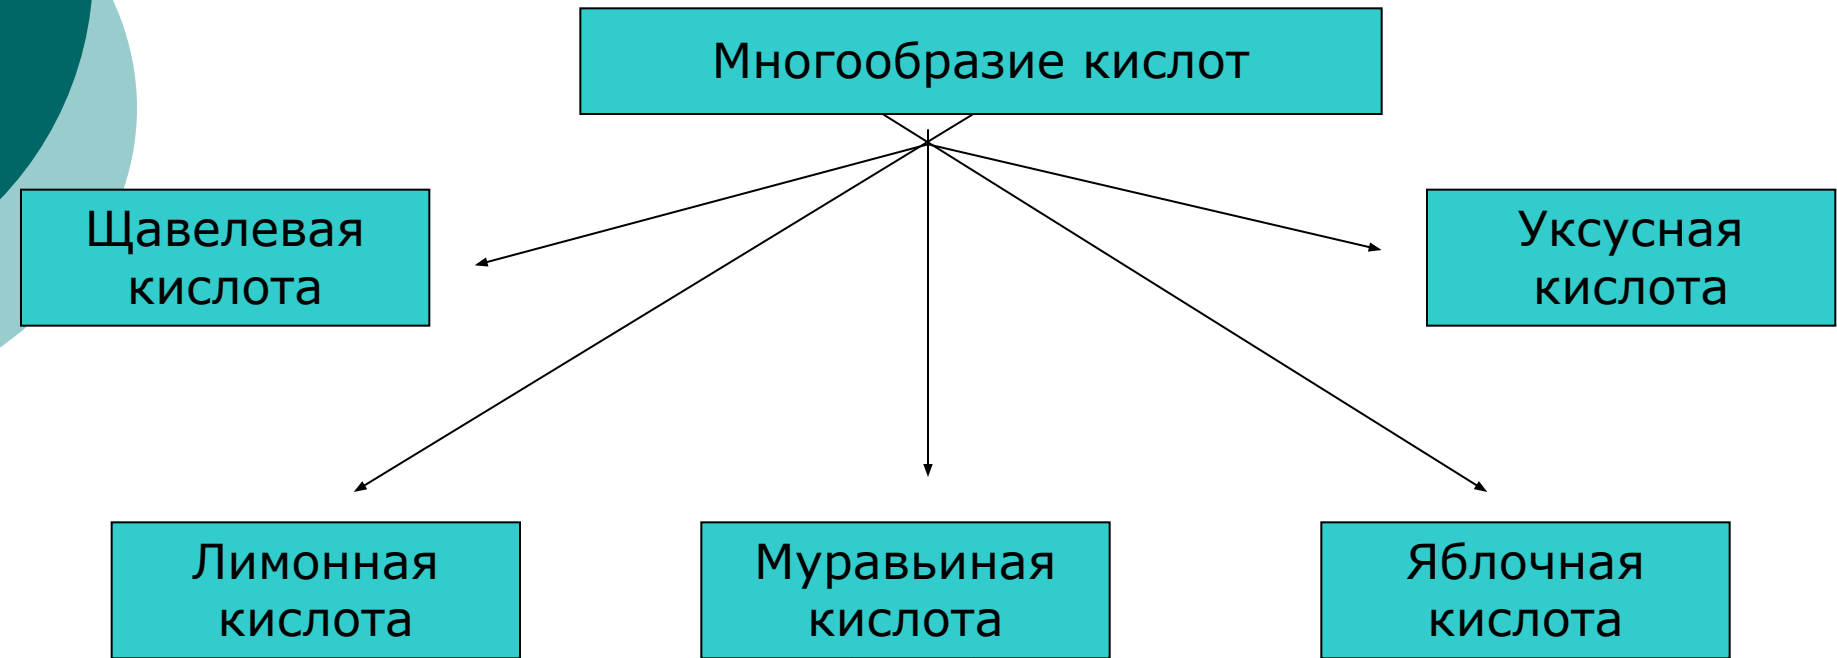 Многообразие кислот
Щавелевая
кислота
Уксусная
кислота
Лимонная
кислота
Муравьиная
кислота
Яблочная
кислота